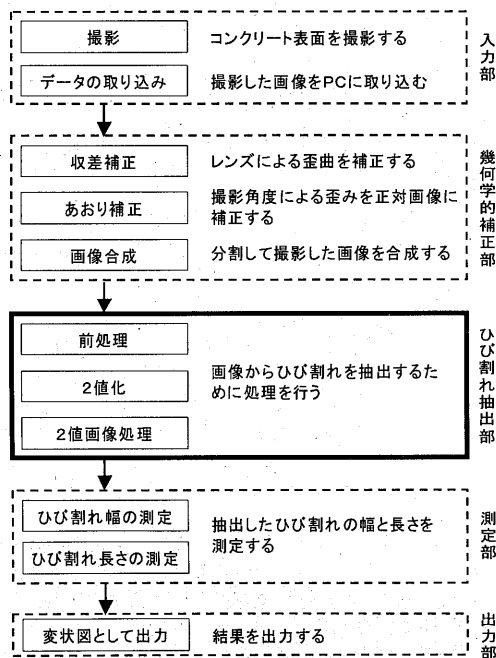 撮影
コンクリート表面を撮影する
データの取り込み
撮影した画像をPCに取り込む
入力部
収差補正
レンズによる歪曲を補正する
あおり補正
撮影角度による歪みを正対画像に
補正する
画像合成
分割して撮影した画像を合成する
幾何学的補正部
前処理
2値化
画像からひび割れを抽出するた
めに処理を行う
2値画像処理
ひび割れ抽出部
ひび割れ幅の測定
抽出したひび割れの幅と長さを
測定する
ひび割れ長さの測定
測定部
変状図として出力
結果を出力する
出力部